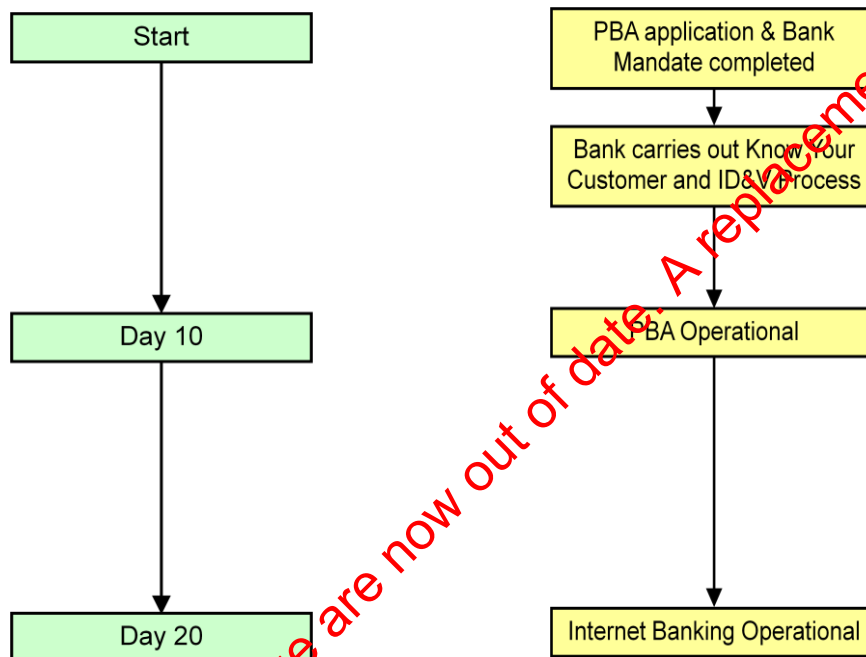 Start
PBA application & Bank
Mandate completed
Bank carries out Know Your
Customer and ID&V Process
Day 10
PBA Operational
Day 20
Internet Banking Operational
are now out of date. A